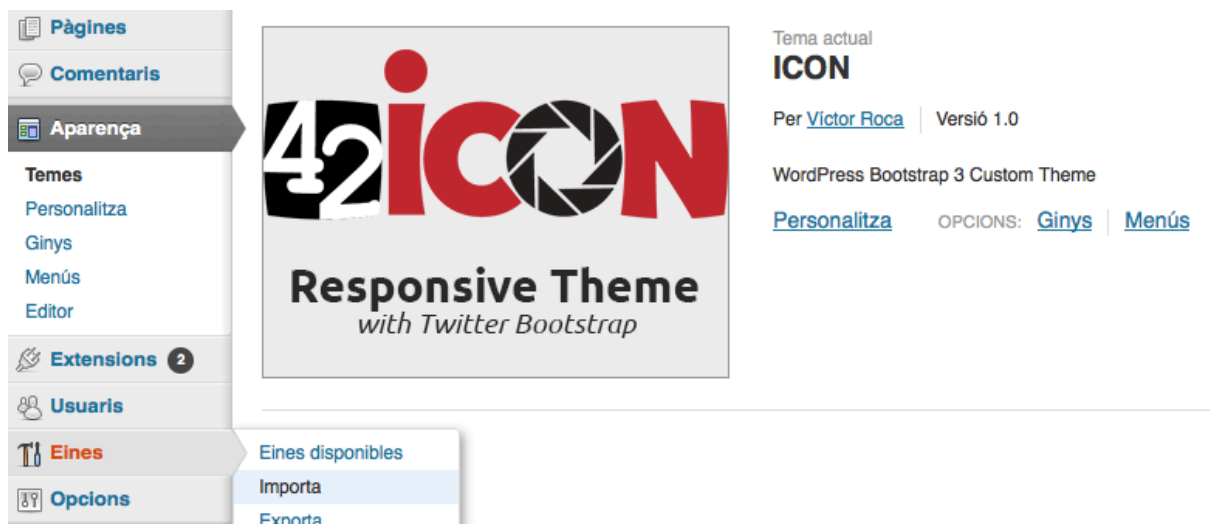 Pàgines
Comentaris
Aparença
Temes
Personalitza
Ginys
Menús
Editor
Extensions 2
Usuaris
Eines
Opcions
Eines disponibles
Importa
Exporta
42iCON
Responsive Theme
with Twitter Bootstrap
Tema actual
ICON
Per Víctor Roca Versió 1.0
WordPress Bootstrap 3 Custom Theme
Personalitza OPCIONS: Ginys Menús